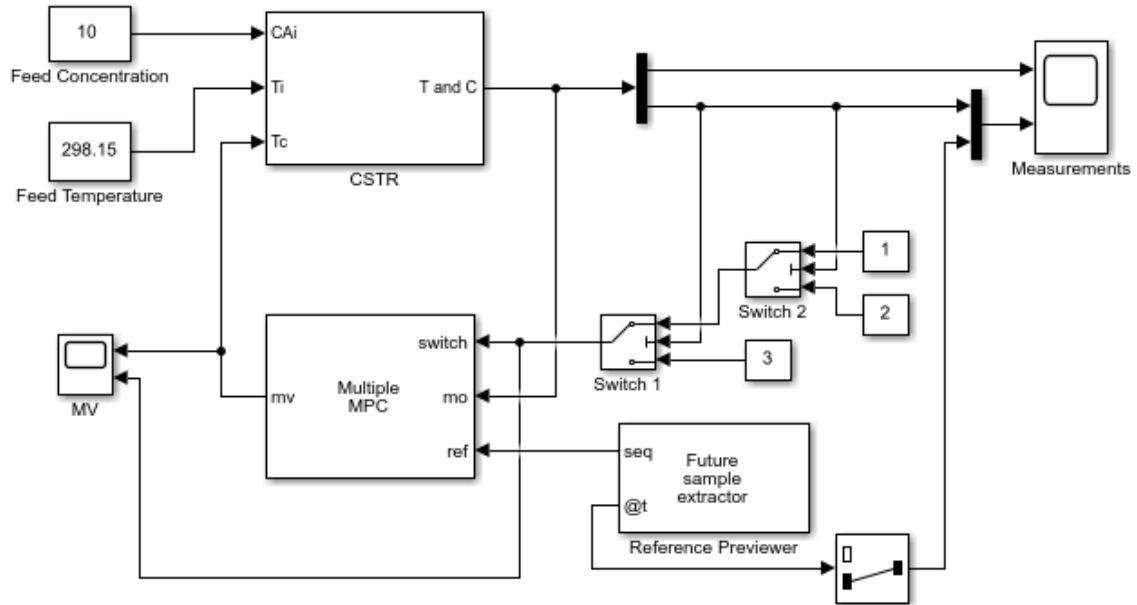 10
Feed Concentration
298.15
Feed Temperature
CAi
Ti
Tc
T and C
CSTR
Measurements
1
2
Switch 2
3
Switch 1
MV
switch
mv
Multiple
MPC
mo
ref
seq
Future
sample
extractor
@t
Reference Previewer